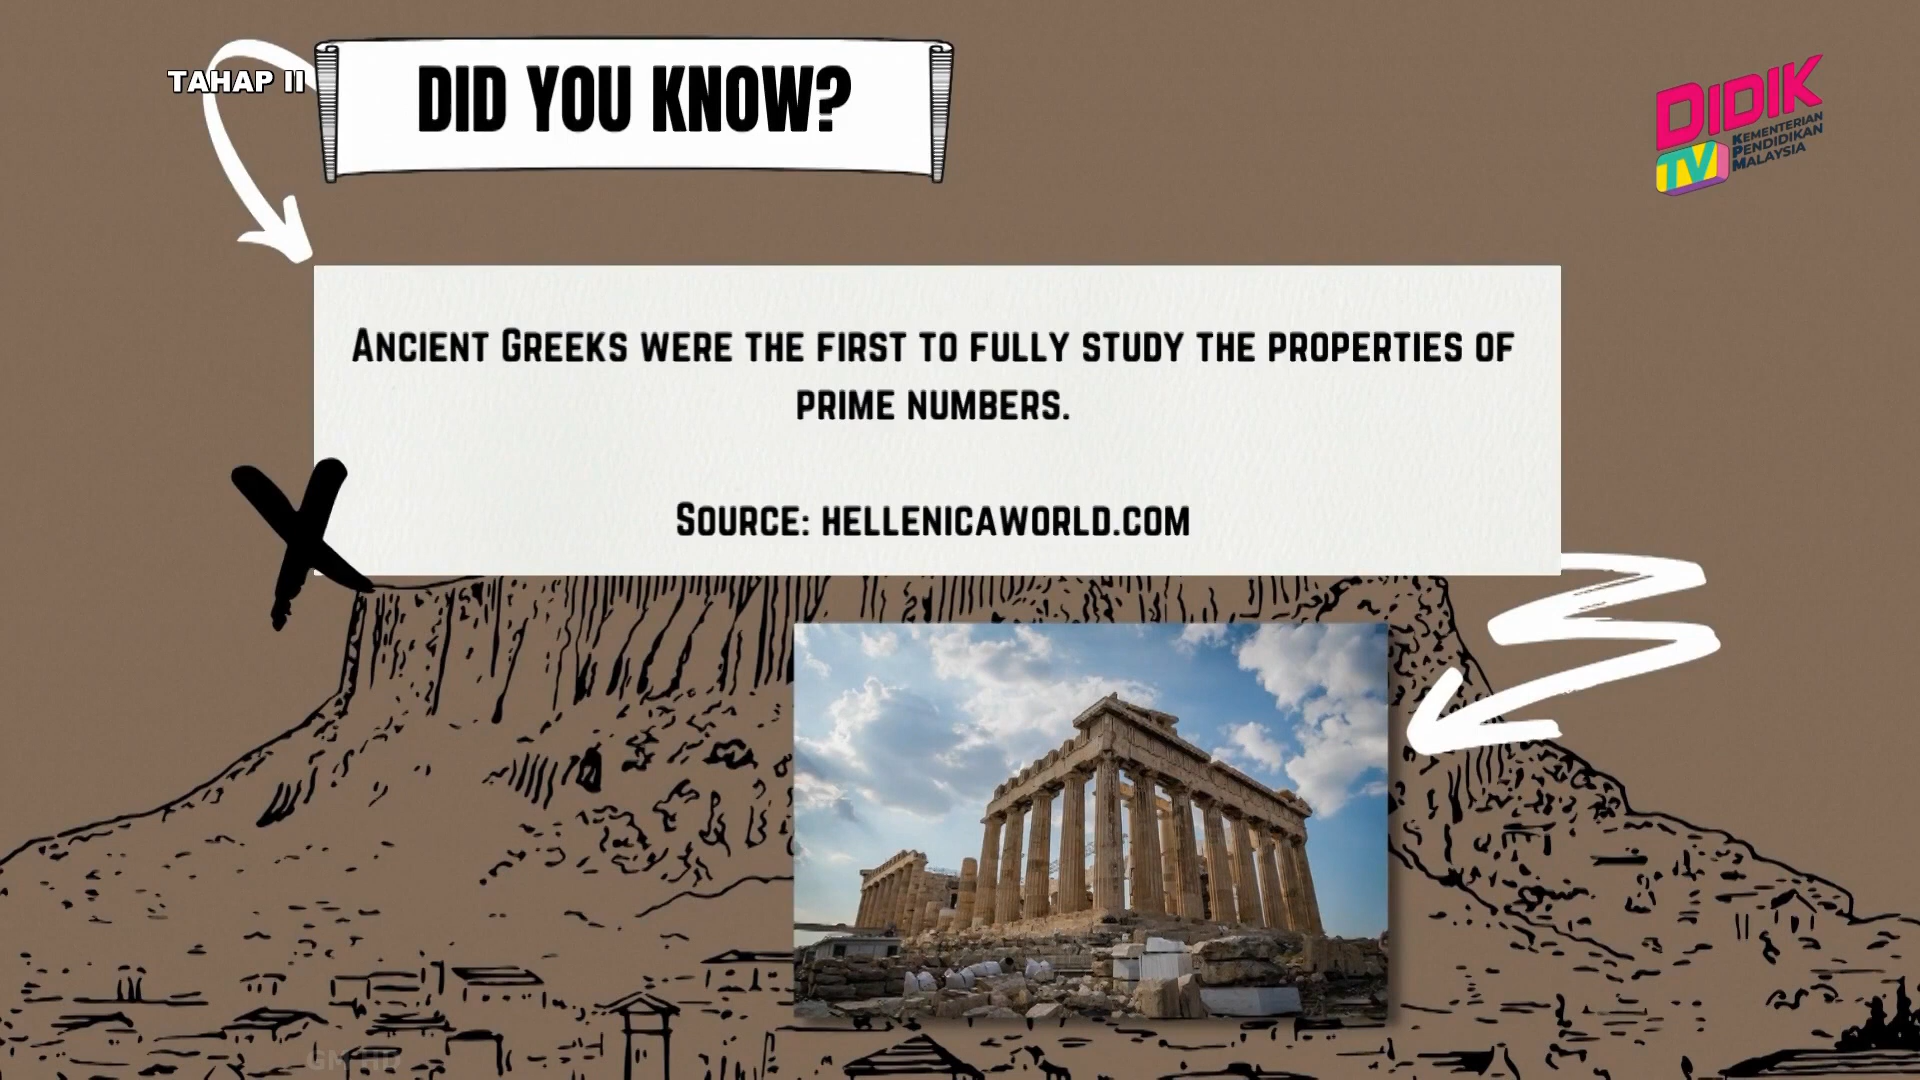 TAHAP II
DID YOU KNOW?
DIDIK
TV
KEMENTERIAN
PENDIDIKAN
MALAYSIA
ANCIENT GREEKS WERE THE FIRST TO FULLY STUDY THE PROPERTIES OF
PRIME NUMBERS.
SOURCE: HELLENICAWORLD.COM